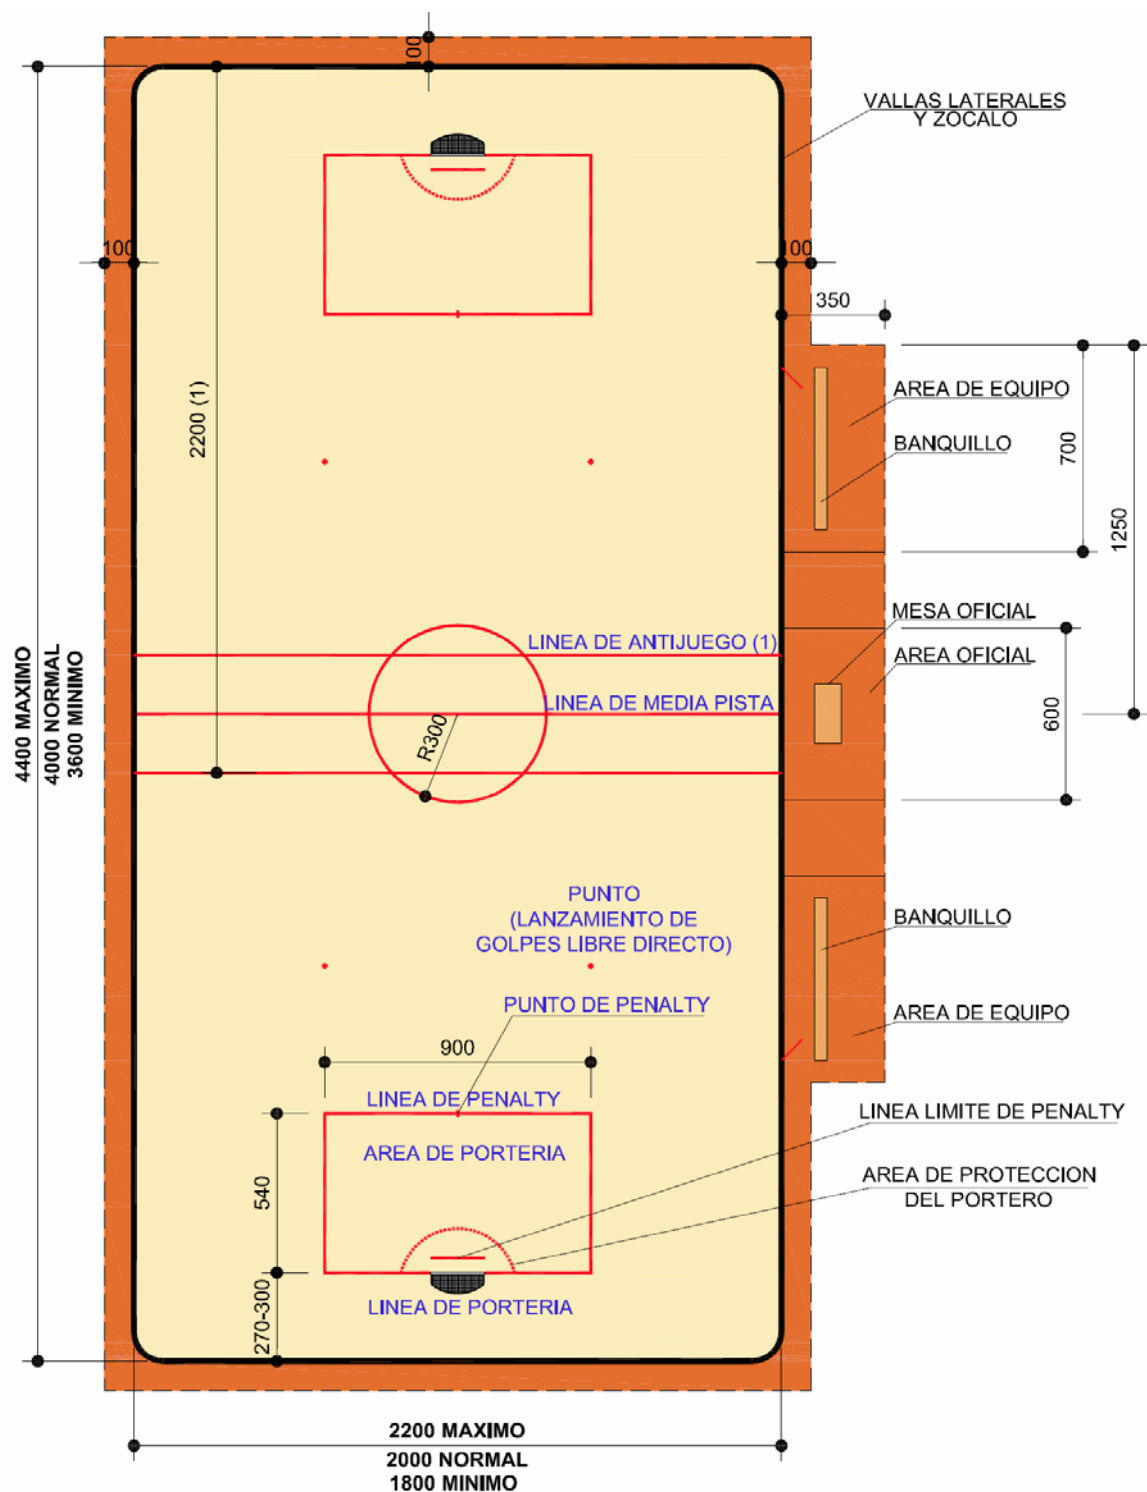 100
VALLAS LATERALES
Y ZOCALO
100
100
350
AREA DE EQUIPO
BANQUILLO
700
1250
2200 (1)
MESA OFICIAL
AREA OFICIAL
600
LINEA DE ANTIJUEGO (1)
LINEA DE MEDIA PISTA
R300
4400 MAXIMO
4000 NORMAL
3600 MINIMO
PUNTO
(LANZAMIENTO DE
GOLPES LIBRE DIRECTO)
BANQUILLO
PUNTO DE PENALTY
AREA DE EQUIPO
900
LINEA DE PENALTY
LINEA LIMITE DE PENALTY
AREA DE PORTERIA
540
AREA DE PROTECCION
DEL PORTERO
LINEA DE PORTERIA
270-300
2200 MAXIMO
2000 NORMAL
1800 MINIMO